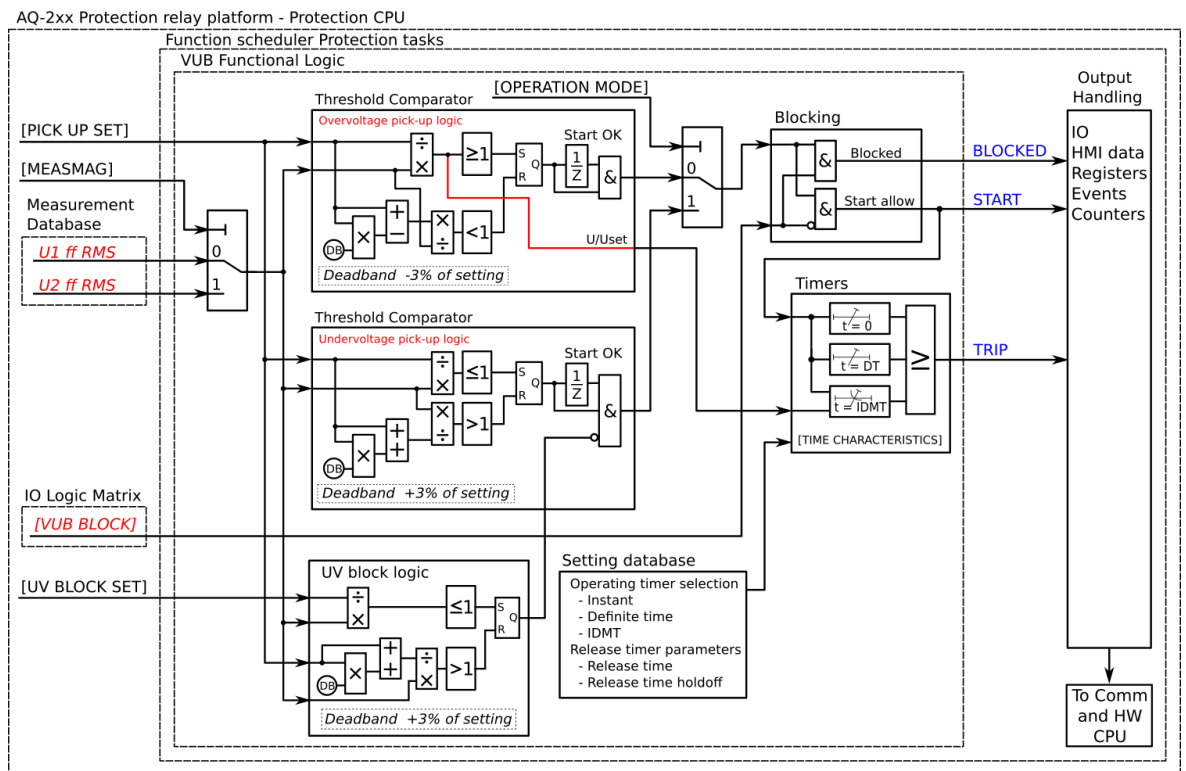 AQ-2xx Protection relay platform - Protection CPU
Function scheduler Protection tasks
VUB Functional Logic
[PICK UP SET]
[MEASMAG]
Measurement
Database
U1 ff RMS
U2 ff RMS
0
1
IO Logic Matrix
[VUB BLOCK]
[UV BLOCK SET]
Threshold Comparator
Overvoltage pick-up logic
÷
×
≥1
S
R
Q
Start OK
1
Z
&
DB
×
+
−
×
÷
<1
U/Uset
Deadband -3% of setting
Threshold Comparator
Undervoltage pick-up logic
÷
×
≤1
S
R
Q
Start OK
1
Z
&
×
÷
>1
DB
×
+
+
Deadband +3% of setting
UV block logic
÷
×
≤1
S
R
Q
DB
×
+
+
÷
×
>1
Deadband +3% of setting
[OPERATION MODE]
0
1
Blocking
&
Blocked
&
Start allow
BLOCKED
START
Timers
t = 0
t = DT
t = IDMT
≥
[TIME CHARACTERISTICS]
TRIP
Setting database
Operating timer selection
- Instant
- Definite time
- IDMT
Release timer parameters
- Release time
- Release time holdoff
Output
Handling
IO
HMI data
Registers
Events
Counters
To Comm
and HW
CPU